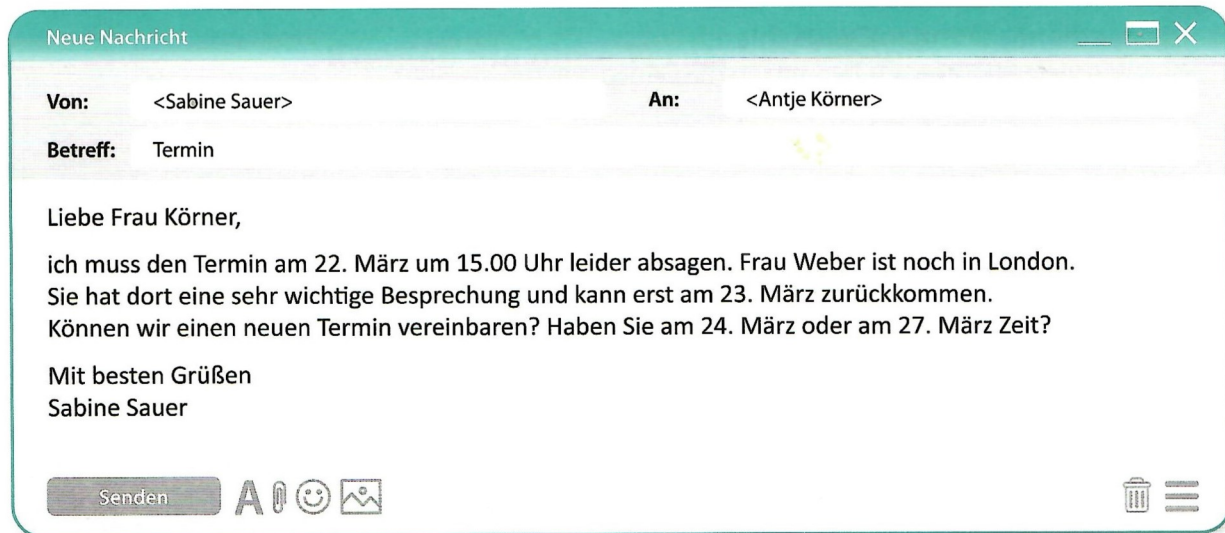 Neue Nachricht
Von: <Sabine Sauer> An: <Antje Körner>
Betreff: Termin
Liebe Frau Körner,
ich muss den Termin am 22. März um 15.00 Uhr leider absagen. Frau Weber ist noch in London.
Sie hat dort eine sehr wichtige Besprechung und kann erst am 23. März zurückkommen.
Können wir einen neuen Termin vereinbaren? Haben Sie am 24. März oder am 27. März Zeit?
Mit besten Grüßen
Sabine Sauer
Senden A